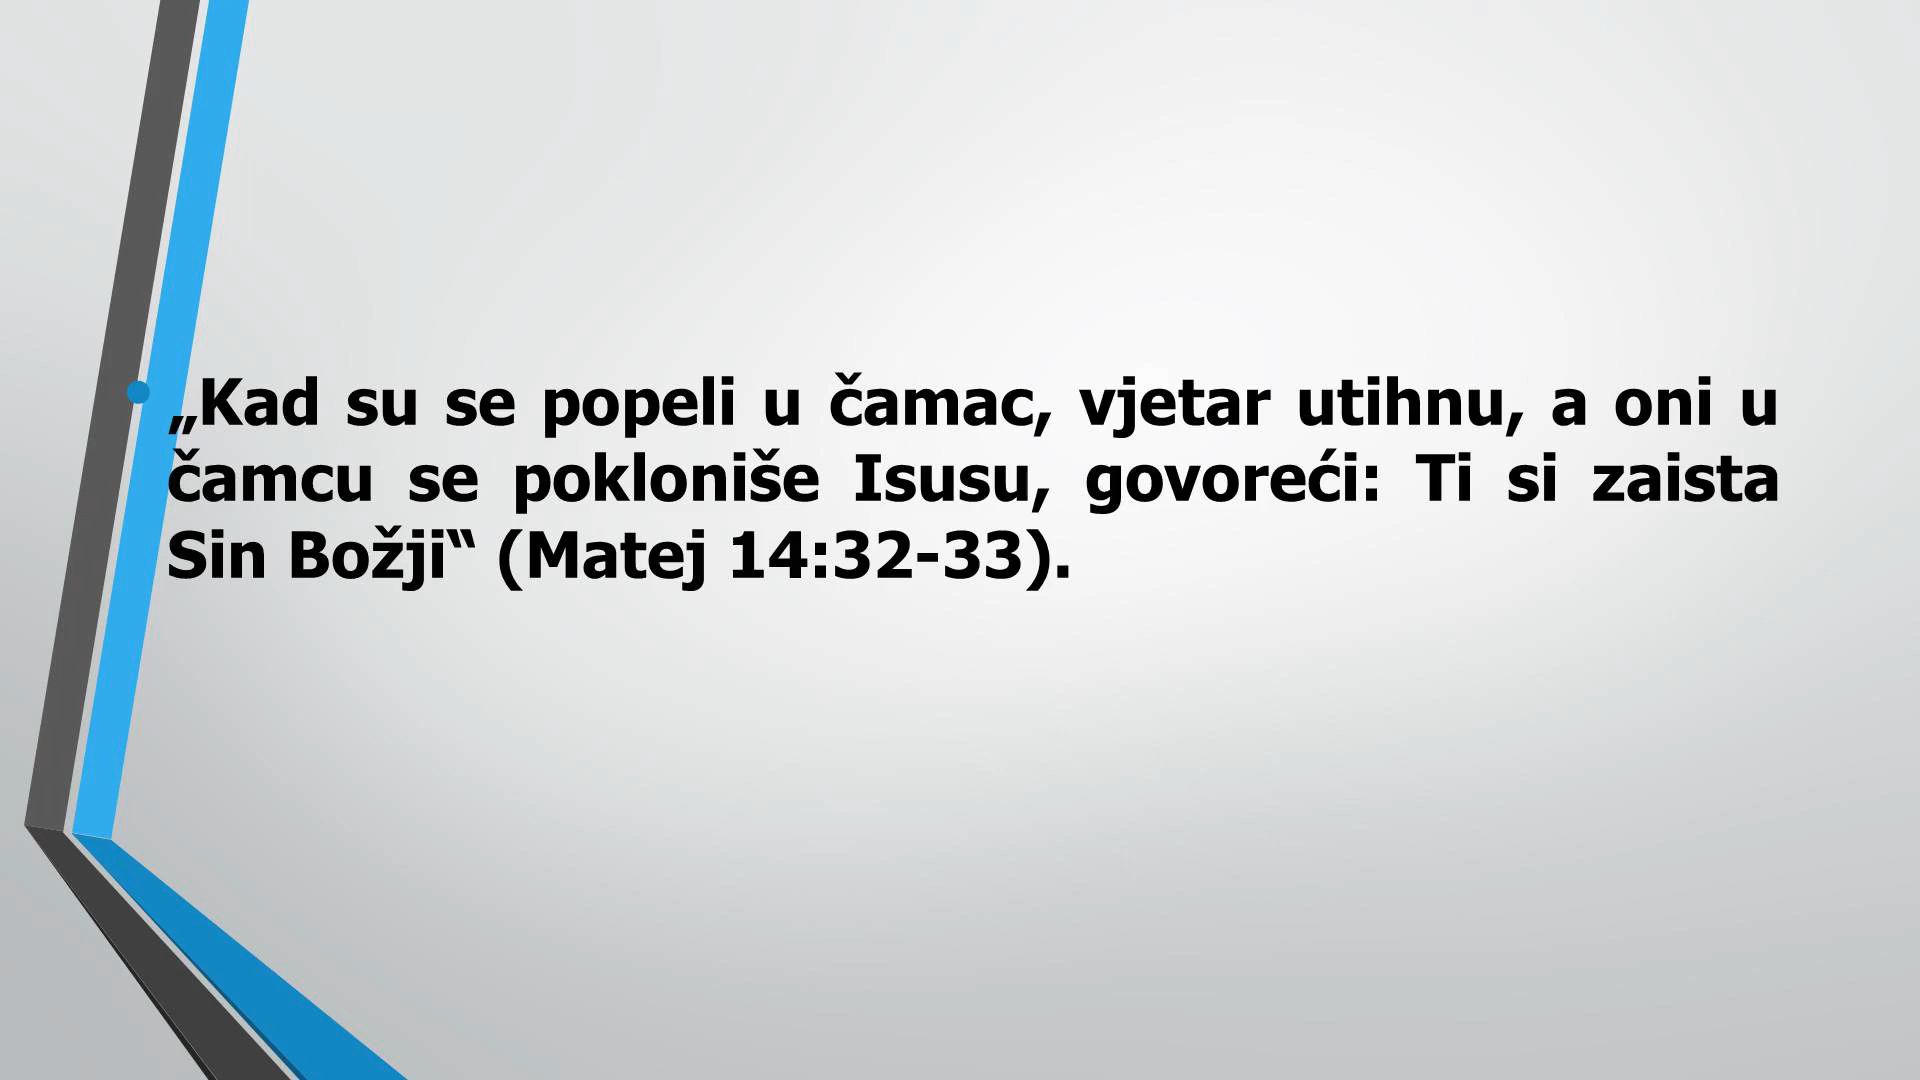 „Kad su se popeli u čamac, vjetar utihnu, a oni u
čamcu se pokloniše Isusu, govoreći: Ti si zaista
Sin Božji“ (Matej 14:32-33).